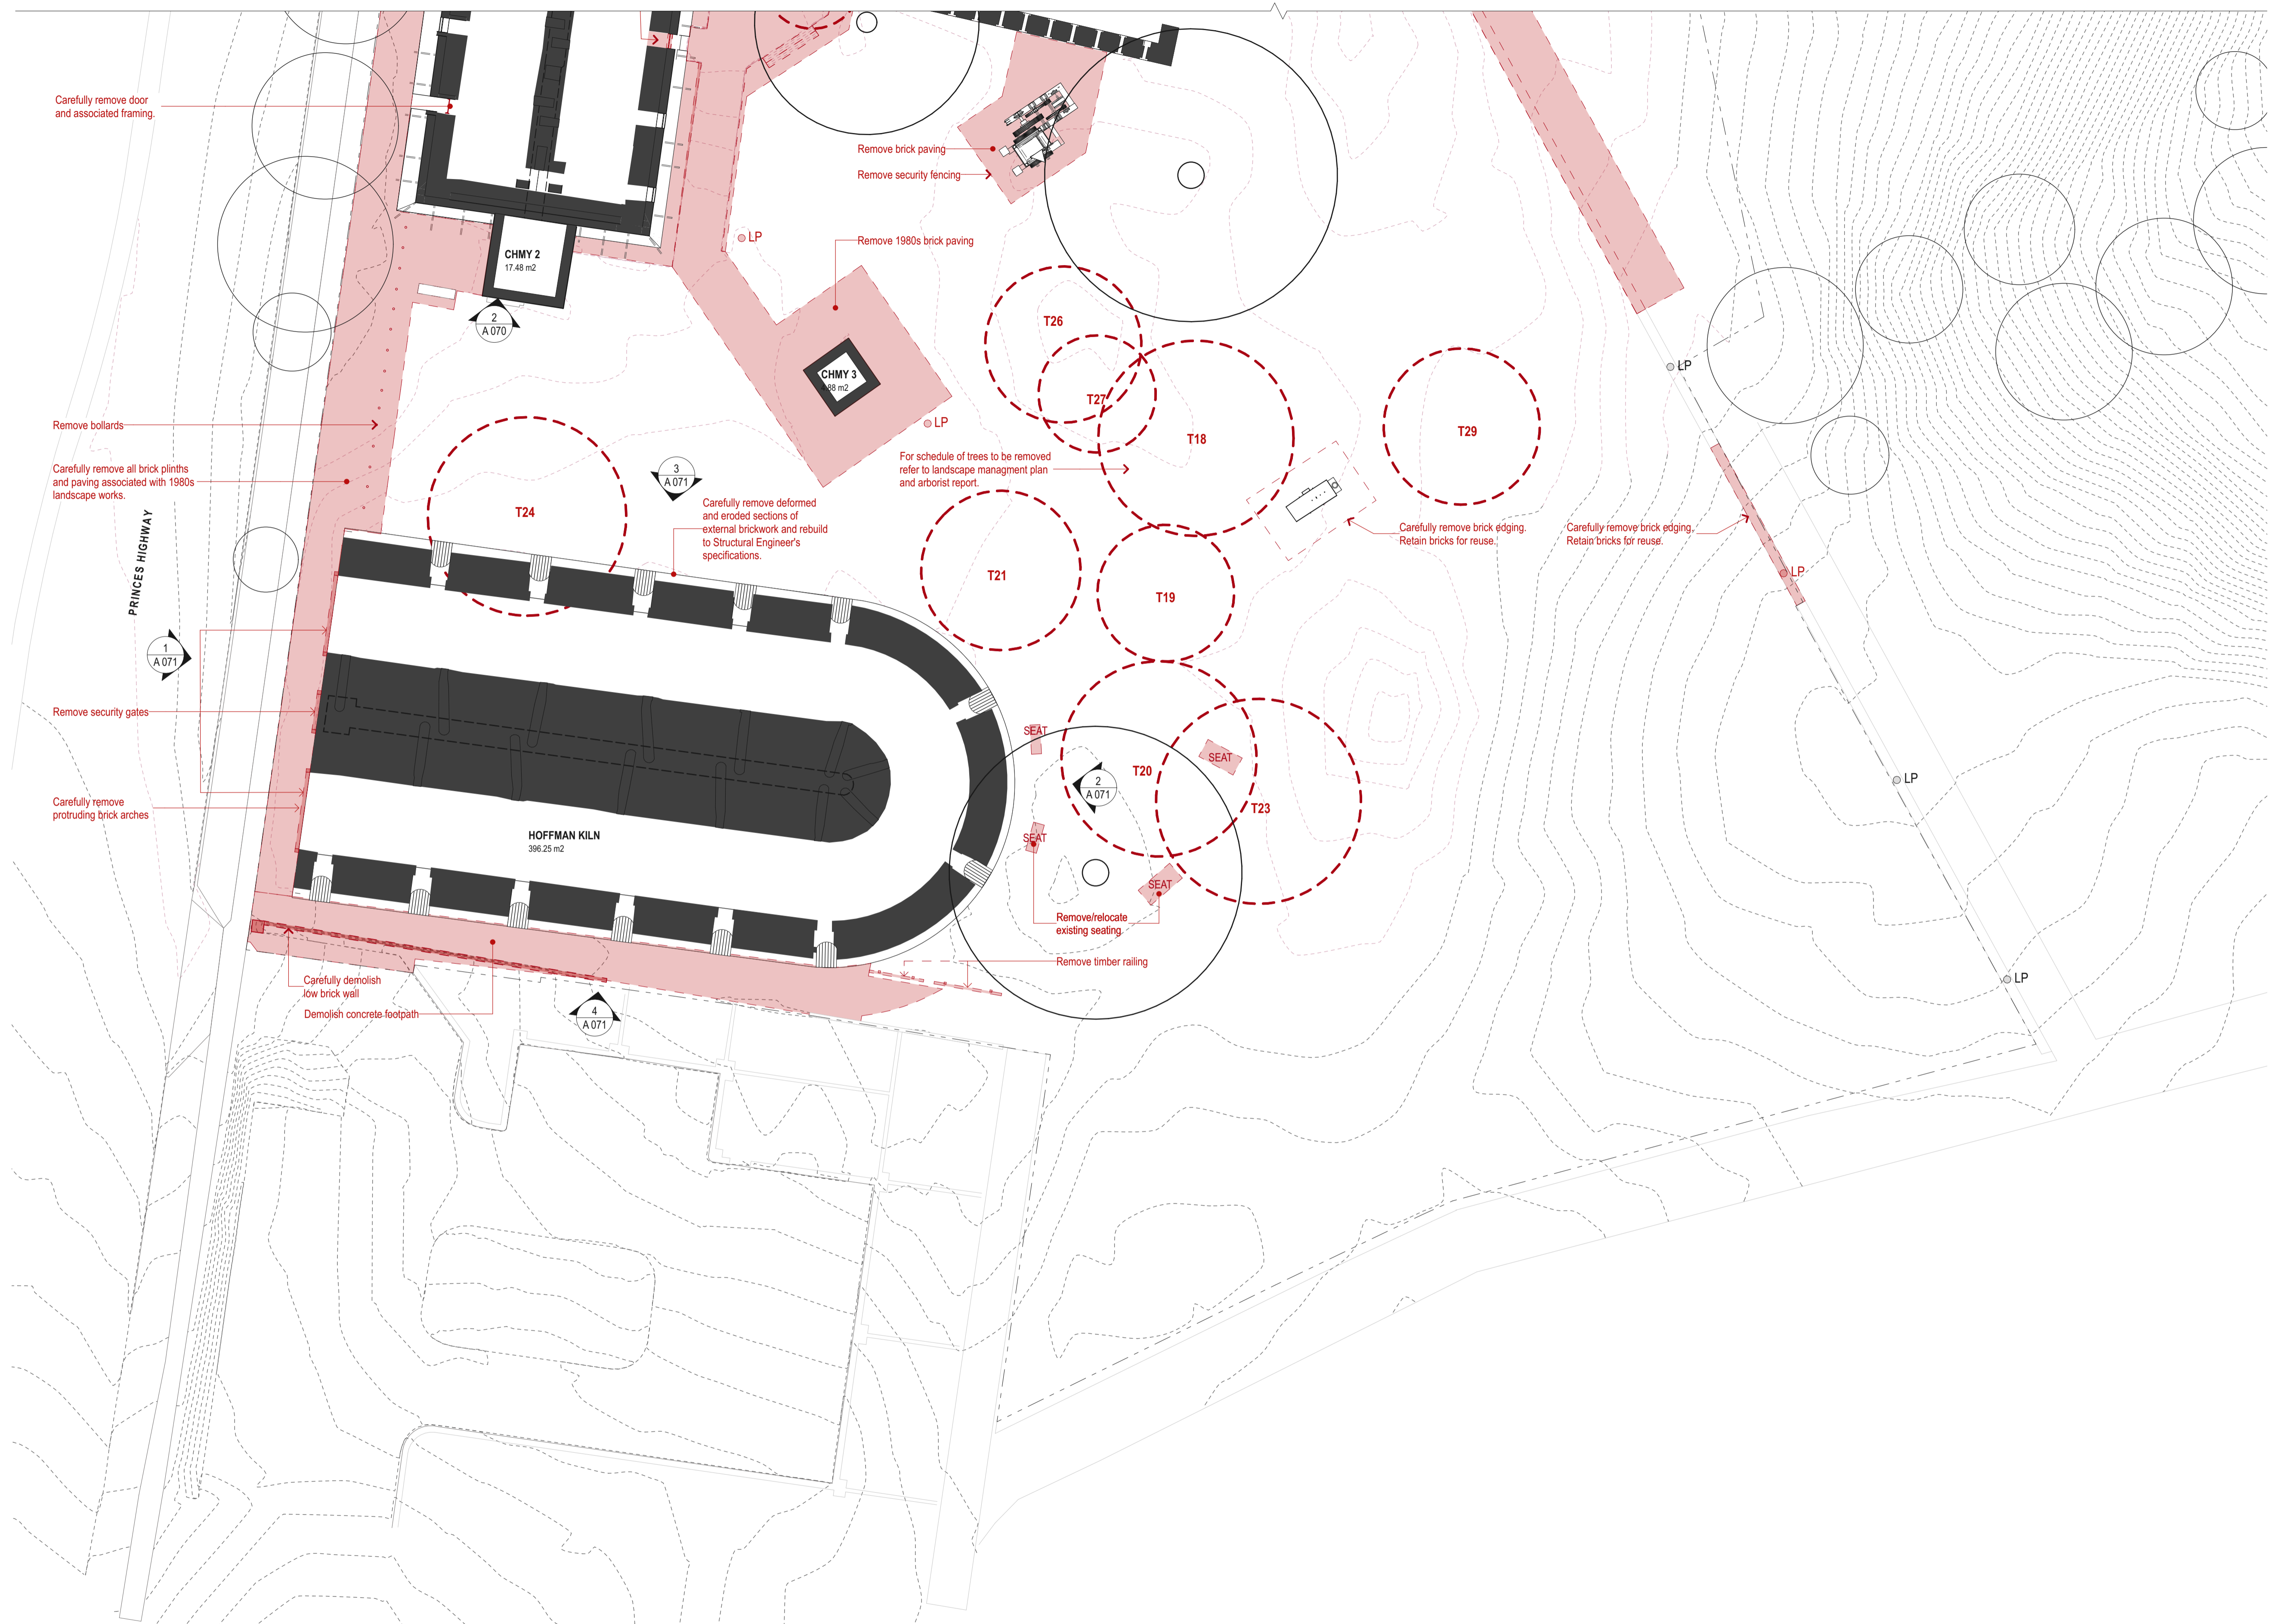 Carefully remove door
and associated framing.
Remove brick paving
Remove security fencing
LP
Remove 1980s brick paving
CHMY 2
17.48 m2
2
A 070
T26
CHMY 3
T27
LP
LP
T18
T29
Remove bollards
Carefully remove all brick plinths
and paving associated with 1980s
landscape works.
T24
3
A 071
For schedule of trees to be removed
refer to landscape managment plan
and arborist report.
Carefully remove deformed
and eroded sections of
external brickwork and rebuild
to Structural Engineer's
specifications.
Carefully remove brick edging.
Retain bricks for reuse.
Carefully remove brick edging.
Retain bricks for reuse.
PRINCES HIGHWAY
T21
T19
LP
1
A 071
Remove security gates
SEAT
SEAT
T20
2
A 071
T23
LP
Carefully remove
protruding brick arches
HOFFMAN KILN
396.25 m2
SEAT
SEAT
Remove/relocate
existing seating
Remove timber railing
LP
Carefully demolish
low brick wall
Demolish concrete footpath
4
A 071